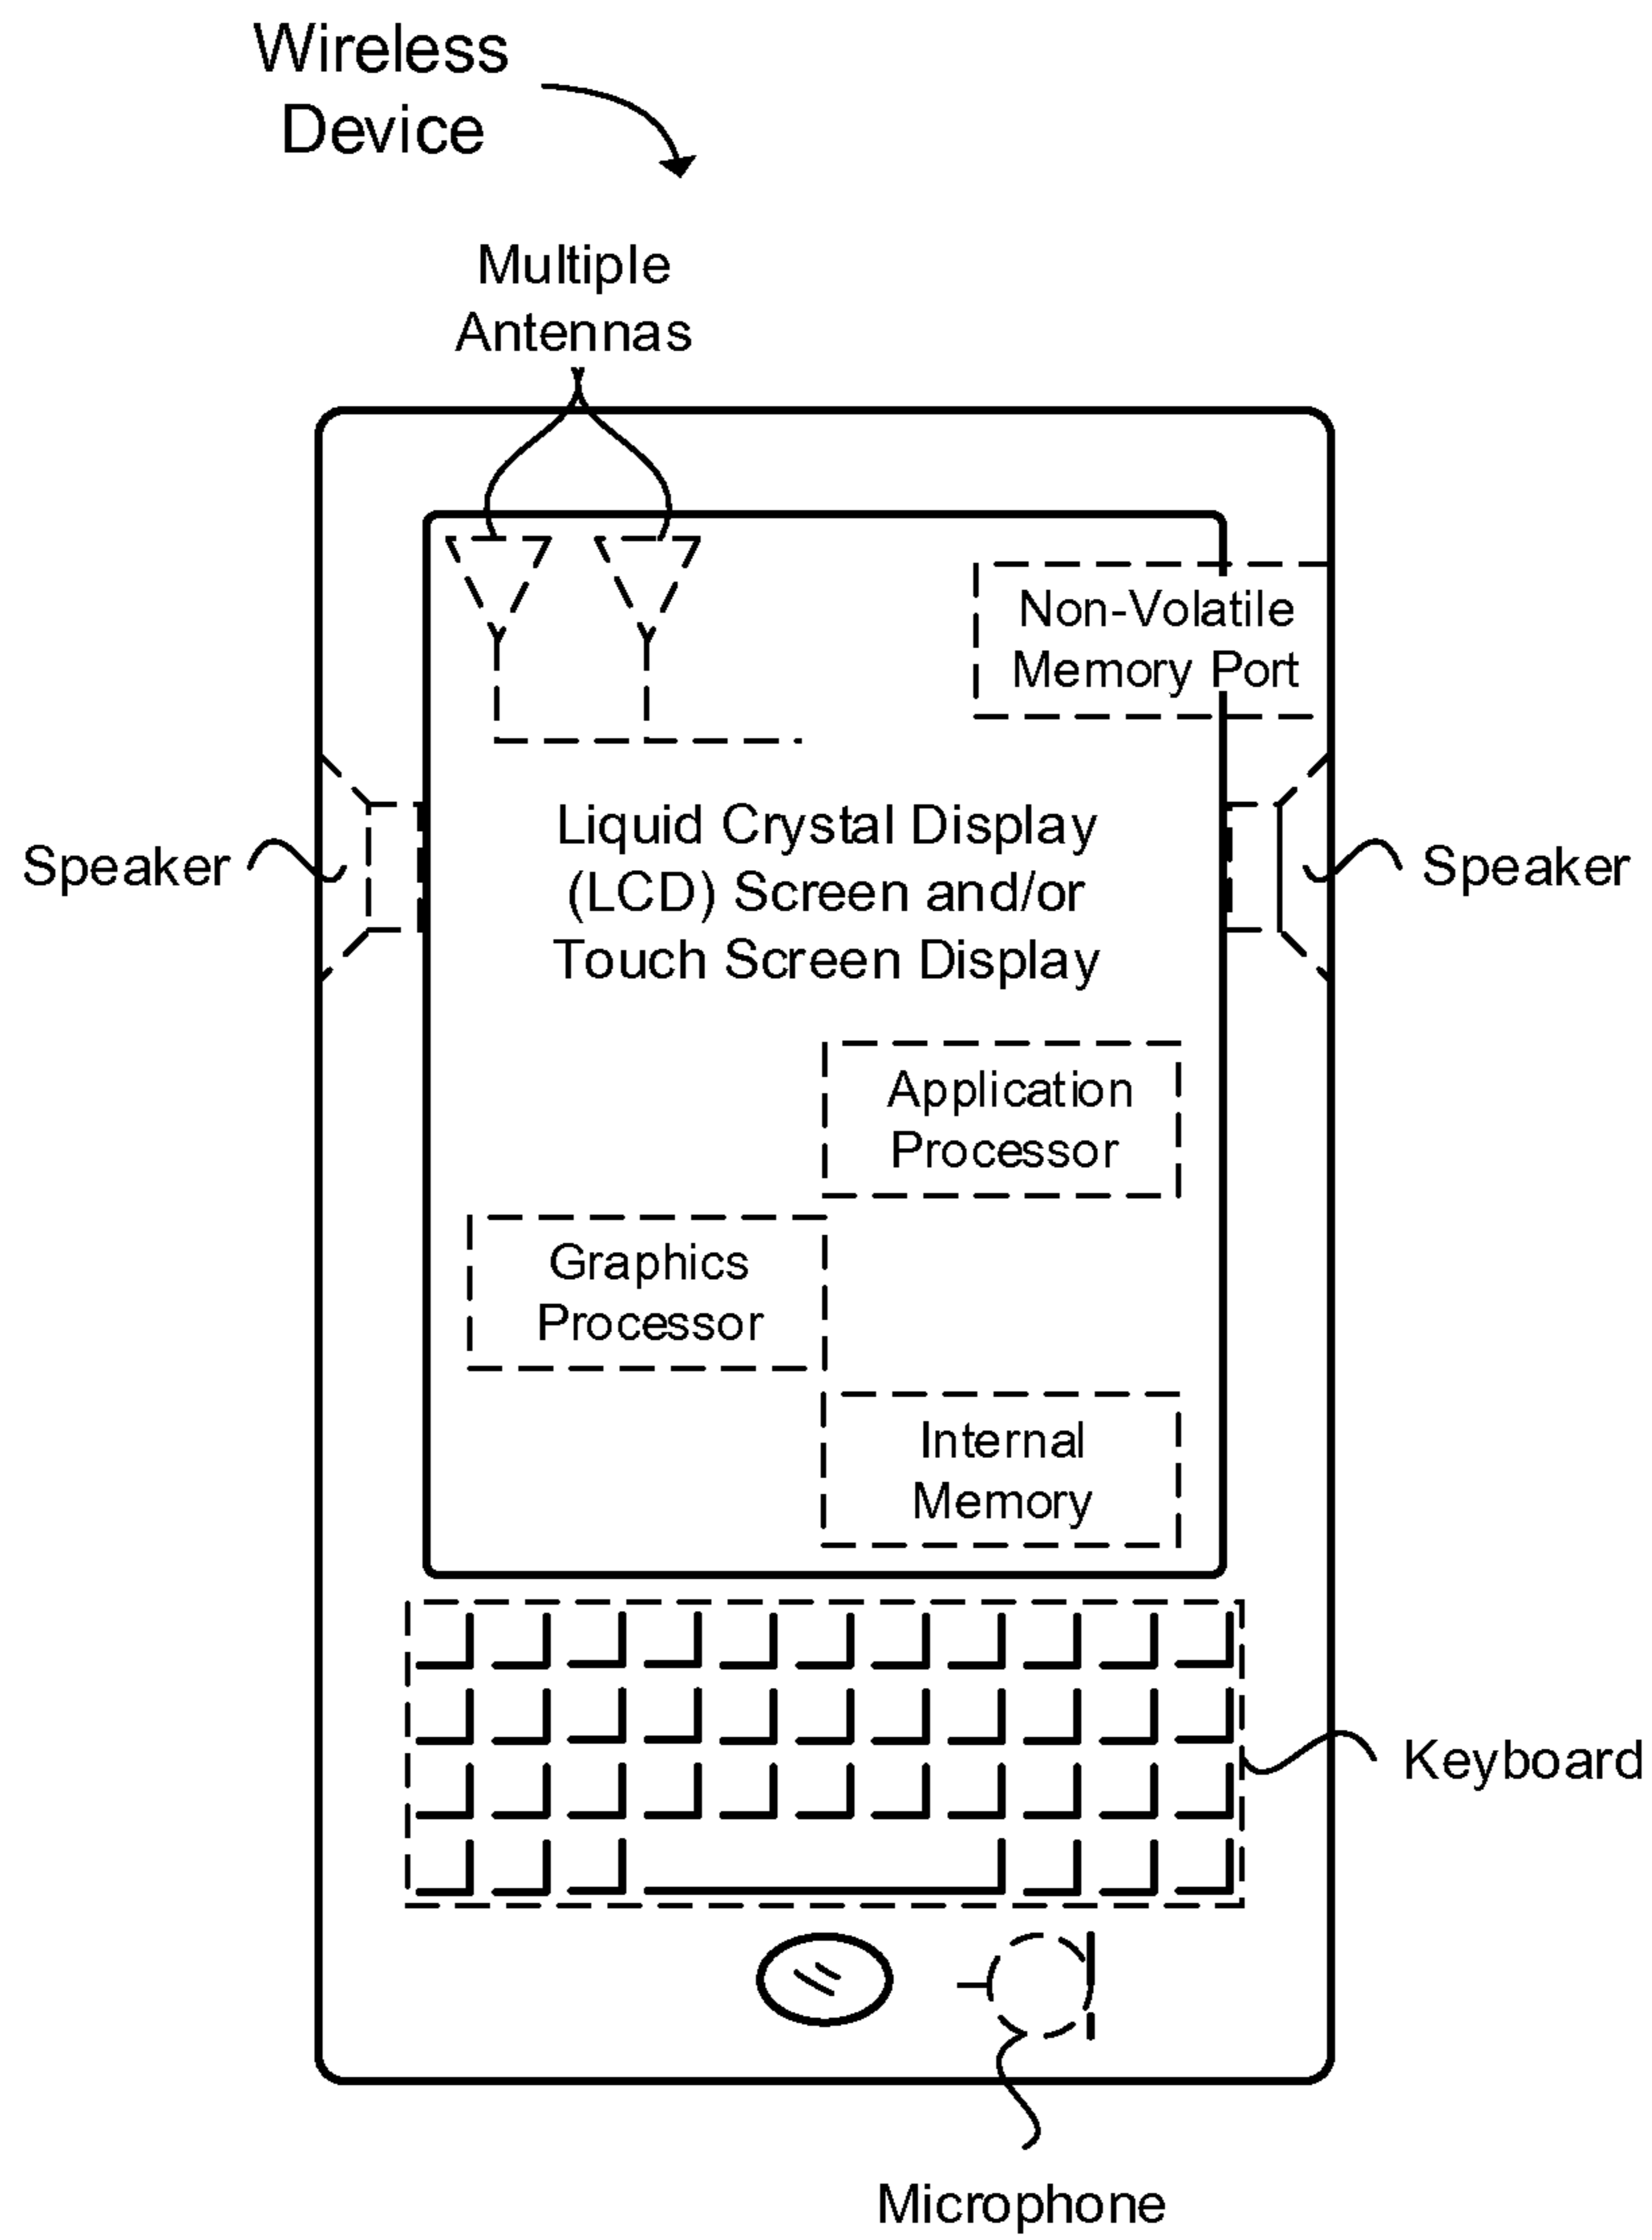 Wireless
Device
Multiple
Antennas
Non-Volatile
Memory Port
Liquid Crystal Display
(LCD) Screen and/or
Touch Screen Display
Speaker
Speaker
Application
Processor
Graphics
Processor
Internal
Memory
Keyboard
Microphone